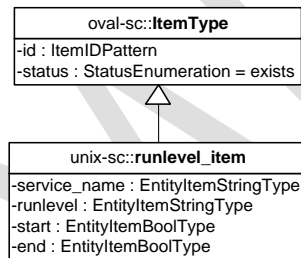 oval-sc::ItemType
-id : ItemIDPattern
-status : StatusEnumeration = exists
unix-sc::runlevel_item
-service_name : EntityItemStringType
-runlevel : EntityItemStringType
-start : EntityItemBoolType
-end : EntityItemBoolType